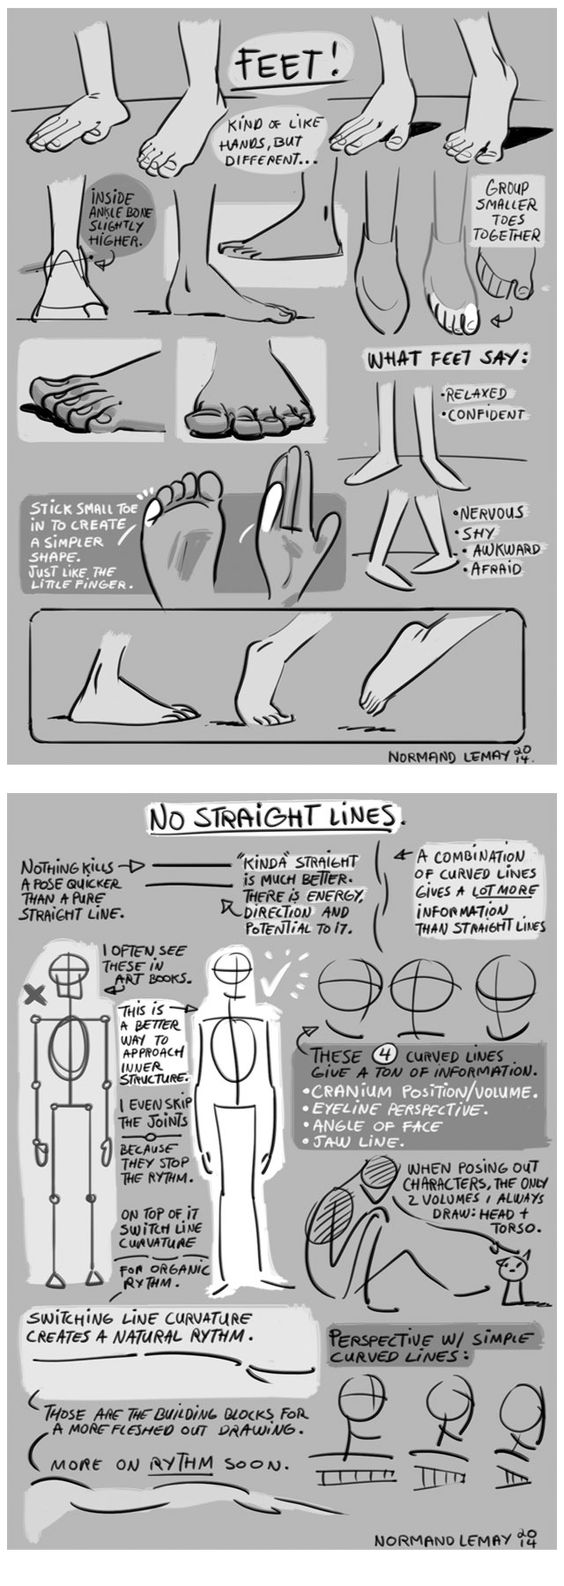 FEET!
KIND OF LIKE
HANDS, BUT
DIFFERENT...
INSIDE
ANKLE BONE
SLIGHTLY
HIGHER.
GROUP
SMALLER
TOES
TOGETHER
WHAT FEET SAY:
•RELAXED
•CONFIDENT
•NERVOUS
•SHY
•AWKWARD
•AFRAID
STICK SMALL TOE
IN TO CREATE
A SIMPLER
SHAPE.
JUST LIKE THE
LITTLE FINGER.
NORMAND LEMAY 2014.
NO STRAIGHT LINES.
NOTHING KILLS
A POSE QUICKER
THAN A PURE
STRAIGHT LINE.
"KINDA" STRAIGHT
IS MUCH BETTER.
THERE IS ENERGY,
DIRECTION AND
POTENTIAL TO IT.
A COMBINATION
OF CURVED LINES
GIVES A LOT MORE
INFORMATION
THAN STRAIGHT LINES
I OFTEN SEE
THESE IN
ART BOOKS.
THIS IS
A BETTER
WAY TO
APPROACH
INNER
STRUCTURE.
I EVEN SKIP
THE JOINTS
BECAUSE
THEY STOP
THE RYTHM.
ON TOP OF IT
SWITCH LINE
CURVATURE
FOR ORGANIC
RYTHM.
THESE 4 CURVED LINES
GIVE A TON OF INFORMATION.
•CRANIUM POSITION/VOLUME.
•EYELINE PERSPECTIVE.
•ANGLE OF FACE
•JAW LINE.
WHEN POSING OUT
CHARACTERS, THE ONLY
2 VOLUMES I ALWAYS
DRAW: HEAD +
TORSO.
SWITCHING LINE CURVATURE
CREATES A NATURAL RYTHM.
THOSE ARE THE BUILDING BLOCKS FOR
A MORE FLESHED OUT DRAWING.
MORE ON RYTHM SOON.
PERSPECTIVE W/ SIMPLE
CURVED LINES:
NORMAND LEMAY 2014